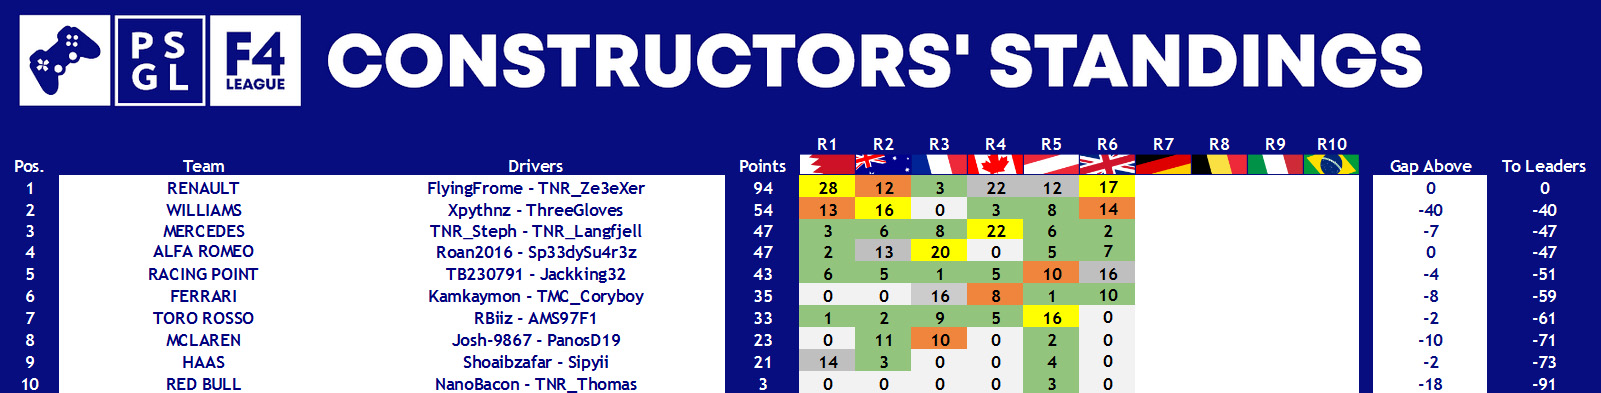 PS GL F4 LEAGUE CONSTRUCTORS' STANDINGS
R1 R2 R3 R4 R5 R6 R7 R8 R9 R10
Pos. Team Drivers Points Gap Above To Leaders
1 RENAULT FlyingFrome - TNR_Ze3eXer 94 28 12 3 22 12 17 0 0
2 WILLIAMS Xpythnz - ThreeGloves 54 13 16 0 3 8 14 -40 -40
3 MERCEDES TNR_Steph - TNR_Langfjell 47 3 6 8 22 6 2 -7 -47
4 ALFA ROMEO Roan2016 - Sp33dySu4r3z 47 2 13 20 0 5 7 0 -47
5 RACING POINT TB230791 - Jackking32 43 6 5 1 5 10 16 -4 -51
6 FERRARI Kamkaymon - TMC_Coryboy 35 0 0 16 8 1 10 -8 -59
7 TORO ROSSO RBiiz - AMS97F1 33 1 2 9 5 16 0 -2 -61
8 MCLAREN Josh-9867 - PanosD19 23 0 11 10 0 2 0 -10 -71
9 HAAS Shoaibzafar - Sipyii 21 14 3 0 0 4 0 -2 -73
10 RED BULL NanoBacon - TNR_Thomas 3 0 0 0 0 3 0 -18 -91